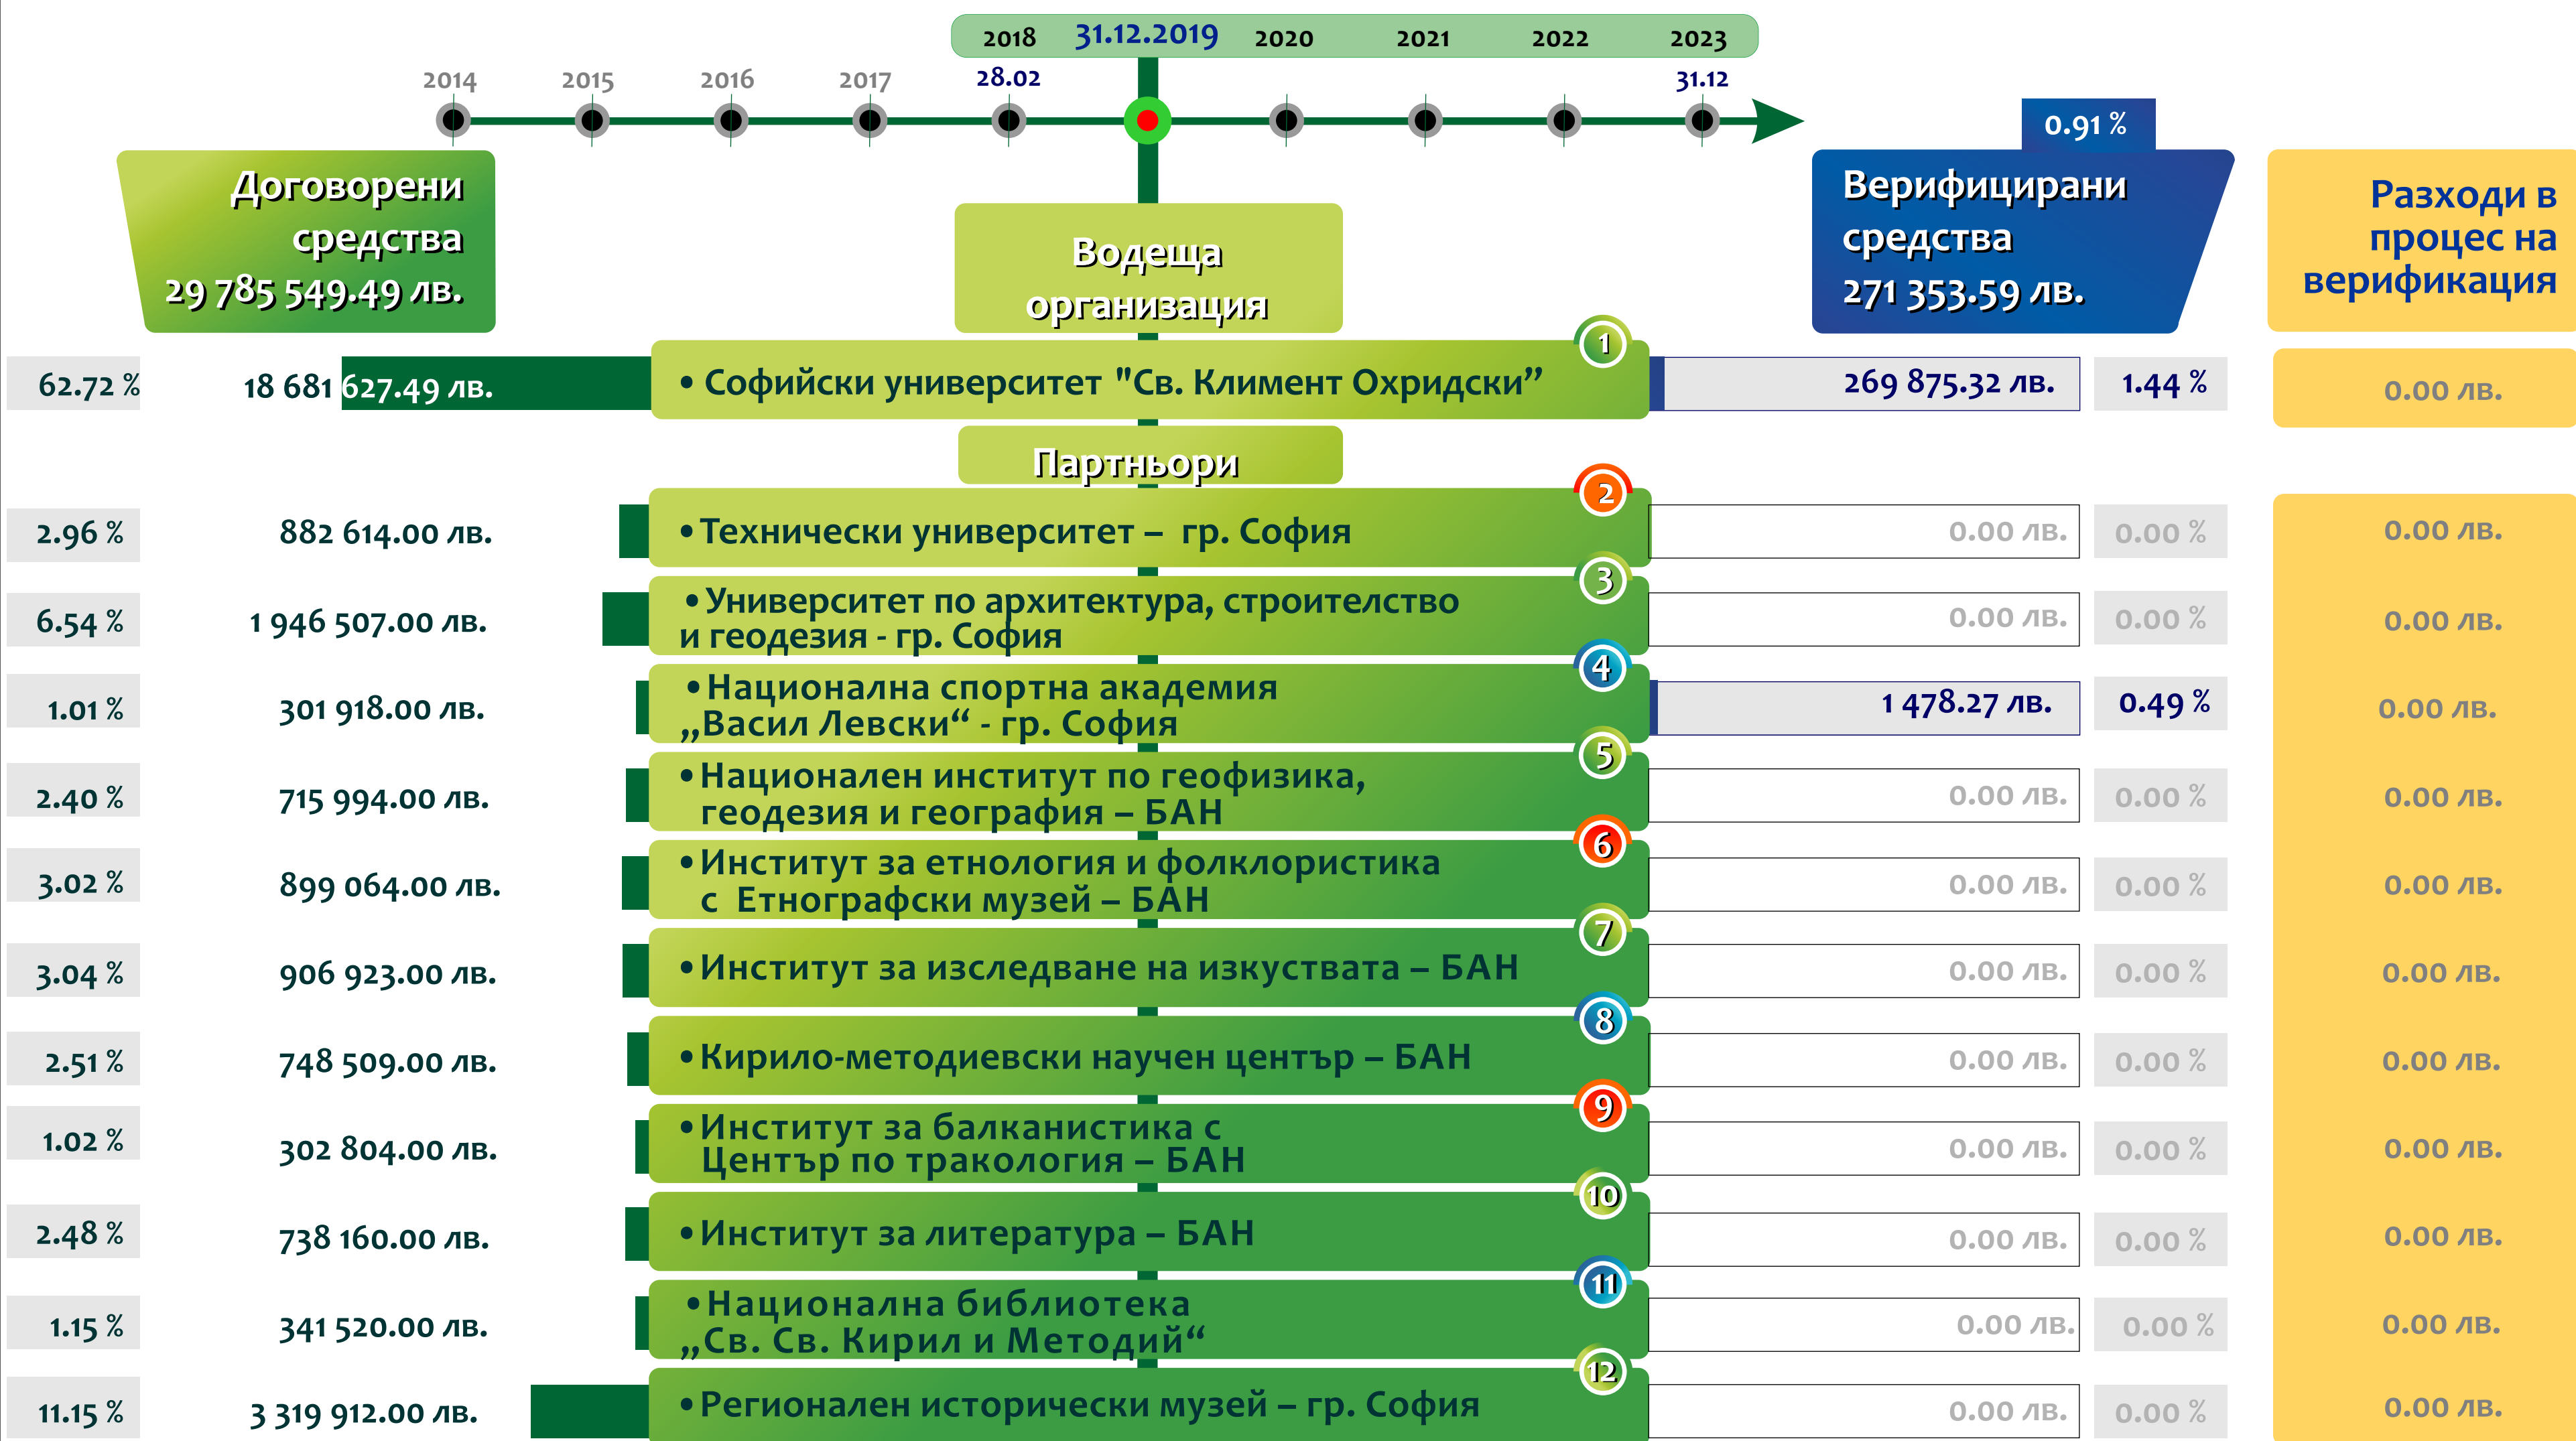 2018 31.12.2019 2020 2021 2022 2023
2014 2015 2016 2017 28.02 31.12
0.91 %
Договорени
средства
29 785 549.49 лв.
Водеща
организация
Верифицирани
средства
271 353.59 лв.
Разходи в
процес на
верификация
62.72 % 18 681 627.49 лв. • Софийски университет "Св. Климент Охридски” 1 269 875.32 лв. 1.44 % 0.00 лв.
Партньори
2.96 % 882 614.00 лв. •Технически университет – гр. София 2 0.00 лв. 0.00 % 0.00 лв.
6.54 % 1 946 507.00 лв. •Университет по архитектура, строителство
и геодезия - гр. София 3 0.00 лв. 0.00 % 0.00 лв.
1.01 % 301 918.00 лв. •Национална спортна академия
„Васил Левски“ - гр. София 4 1 478.27 лв. 0.49 % 0.00 лв.
2.40 % 715 994.00 лв. •Национален институт по геофизика,
геодезия и география – БАН 5 0.00 лв. 0.00 % 0.00 лв.
3.02 % 899 064.00 лв. •Институт за етнология и фолклористика
с Етнографски музей – БАН 6 0.00 лв. 0.00 % 0.00 лв.
3.04 % 906 923.00 лв. •Институт за изследване на изкуствата – БАН 7 0.00 лв. 0.00 % 0.00 лв.
2.51 % 748 509.00 лв. •Кирило-методиевски научен център – БАН 8 0.00 лв. 0.00 % 0.00 лв.
1.02 % 302 804.00 лв. •Институт за балканистика с
Център по тракология – БАН 9 0.00 лв. 0.00 % 0.00 лв.
2.48 % 738 160.00 лв. •Институт за литература – БАН 10 0.00 лв. 0.00 % 0.00 лв.
1.15 % 341 520.00 лв. •Национална библиотека
„Св. Св. Кирил и Методий“ 11 0.00 лв. 0.00 % 0.00 лв.
11.15 % 3 319 912.00 лв. •Регионален исторически музей – гр. София 12 0.00 лв. 0.00 % 0.00 лв.